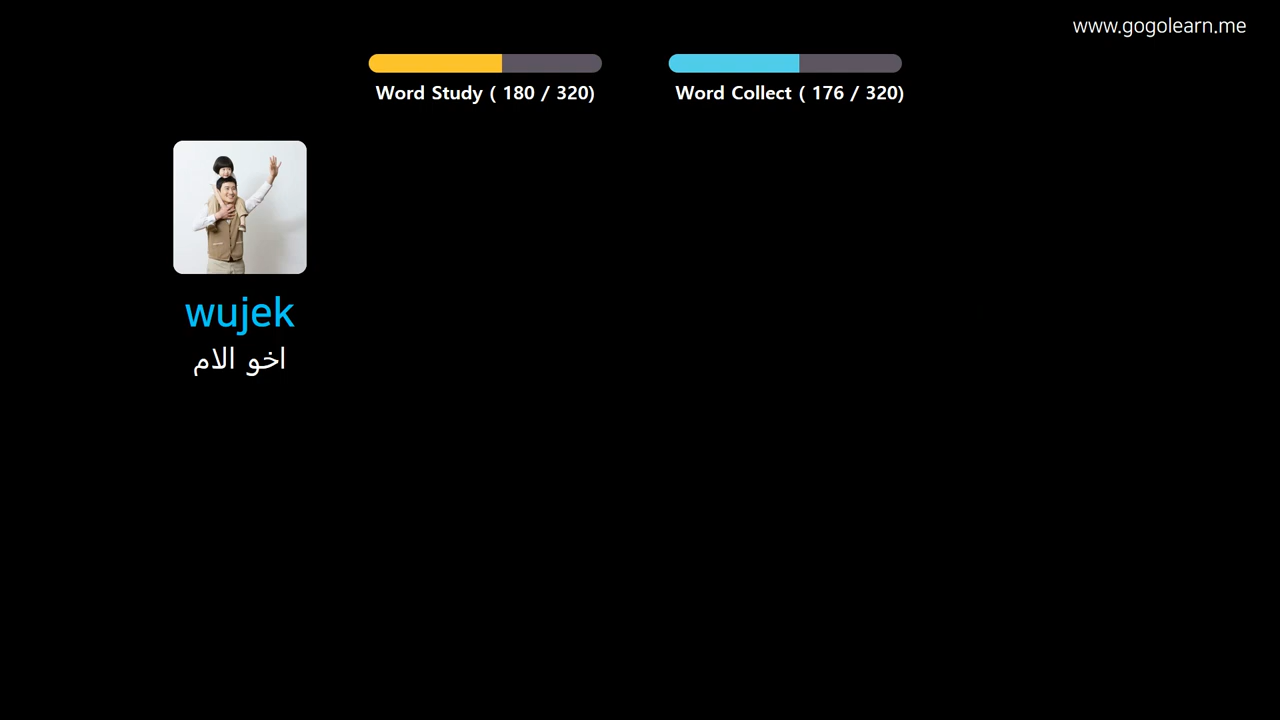 www.gogolearn.me
Word Study ( 180 / 320)
Word Collect ( 176 / 320)
wujek
اخو الام